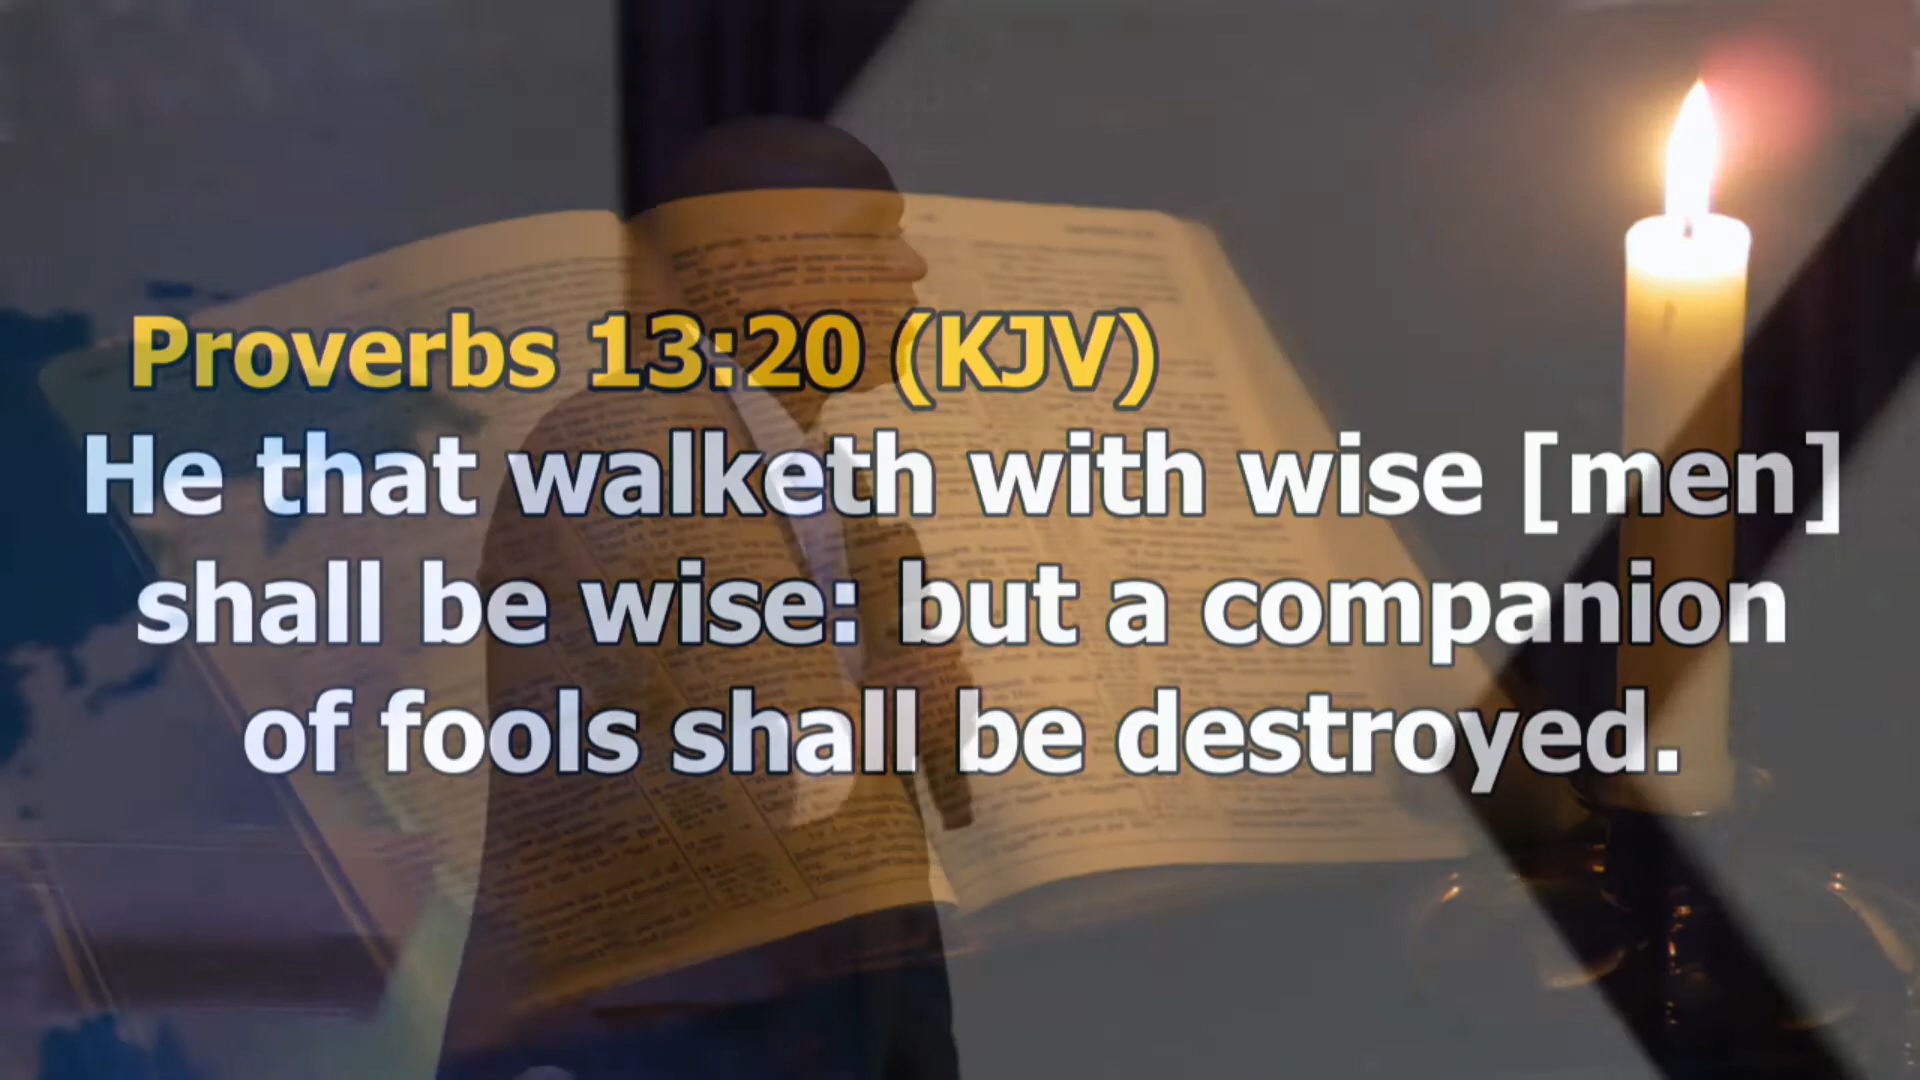 Proverbs 13:20 (KJV)
He that walketh with wise [men]
shall be wise: but a companion
of fools shall be destroyed.